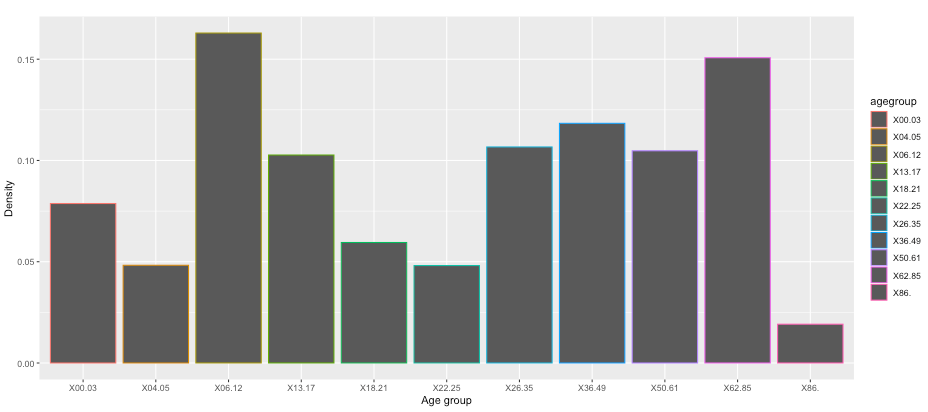 0.15
0.10
0.05
0.00
Density
X00.03 X04.05 X06.12 X13.17 X18.21 X22.25 X26.35 X36.49 X50.61 X62.85 X86.
Age group
agegroup
X00.03
X04.05
X06.12
X13.17
X18.21
X22.25
X26.35
X36.49
X50.61
X62.85
X86.